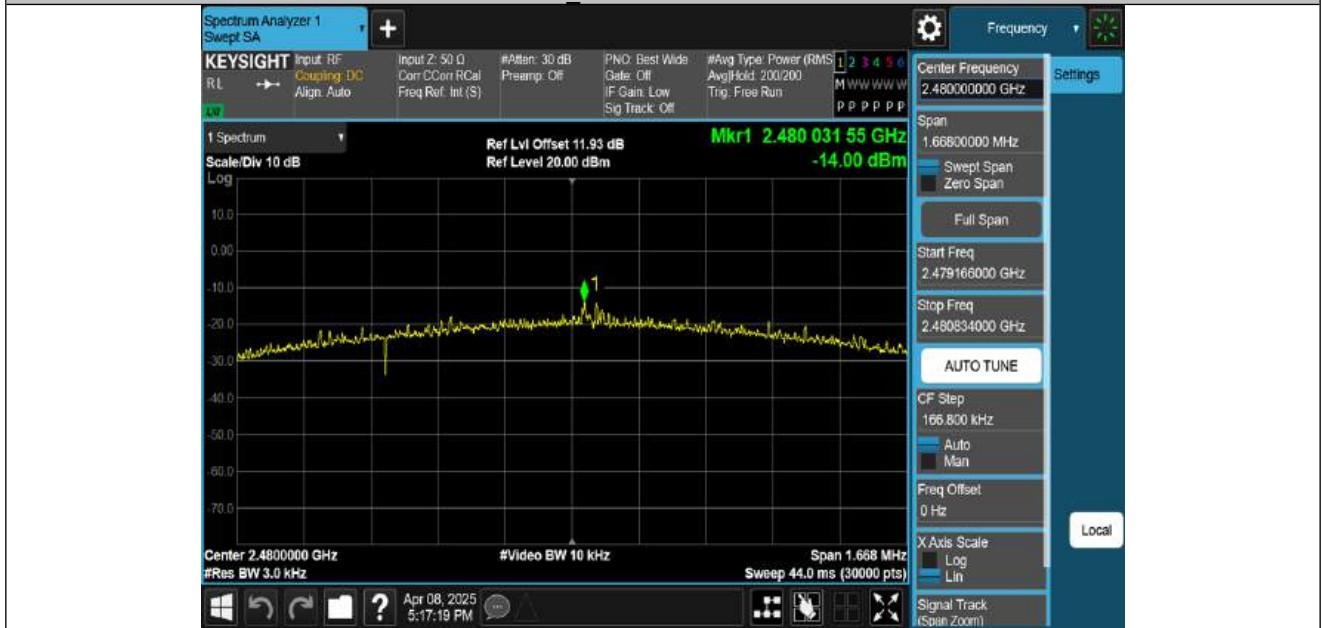 Spectrum Analyzer 1
Swept SA
Frequency
KEYSIGHT
RL
Input: RF
Coupling: DC
Align: Auto
Input Z: 50 Ω
Corr CCorr RCal
Freq Ref: Int (S)
#Atten: 30 dB
Preamp: Off
PNO: Best Wide
Gate: Off
IF Gain: Low
Sig Track: Off
#Avg Type: Power (RMS
Avg|Hold: 200/200
Trig: Free Run
1 2 3 4 5 6
M W W W W W
P P P P P P
1 Spectrum
Scale/Div 10 dB
Log
Ref Lvl Offset 11.93 dB
Ref Level 20.00 dBm
Mkr1 2.480 031 55 GHz
-14.00 dBm
10.0
0.00
-10.0
-20.0
-30.0
-40.0
-50.0
-60.0
-70.0
1
Center 2.4800000 GHz
#Res BW 3.0 kHz
#Video BW 10 kHz
Span 1.668 MHz
Sweep 44.0 ms (30000 pts)
Apr 08, 2025
5:17:19 PM
Center Frequency
2.480000000 GHz
Settings
Span
1.66800000 MHz
Swept Span
Zero Span
Full Span
Start Freq
2.479166000 GHz
Stop Freq
2.480834000 GHz
AUTO TUNE
CF Step
166.800 kHz
Auto
Man
Freq Offset
0 Hz
X Axis Scale
Log
Lin
Signal Track
(Span Zoom)
Local